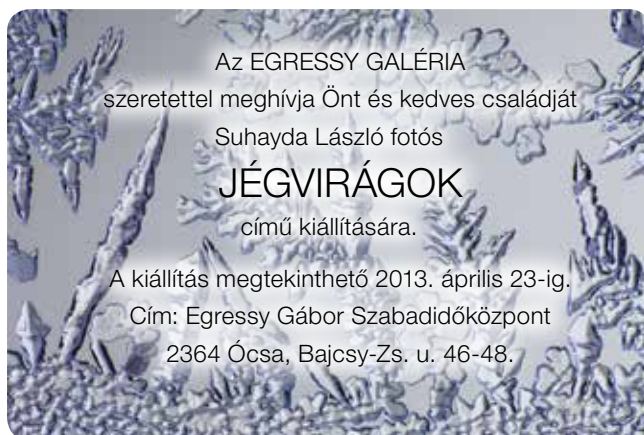 Az EGRESSY GALÉRIA
szeretettel meghívja Önt és kedves családját
Suhayda László fotós
JÉGVIRÁGOK
című kiállítására.
A kiállítás megtekinthető 2013. április 23-ig.
Cím: Egressy Gábor Szabadidőközpont
2364 Ócsa, Bajcsy-Zs. u. 46-48.